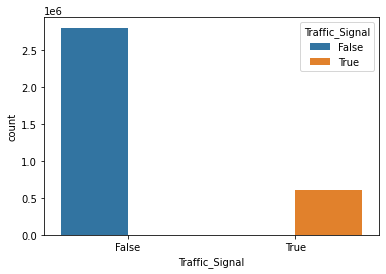 1e6
Traffic_Signal
False
True
2.5
2.0
1.5
1.0
0.5
0.0
count
False True
Traffic_Signal